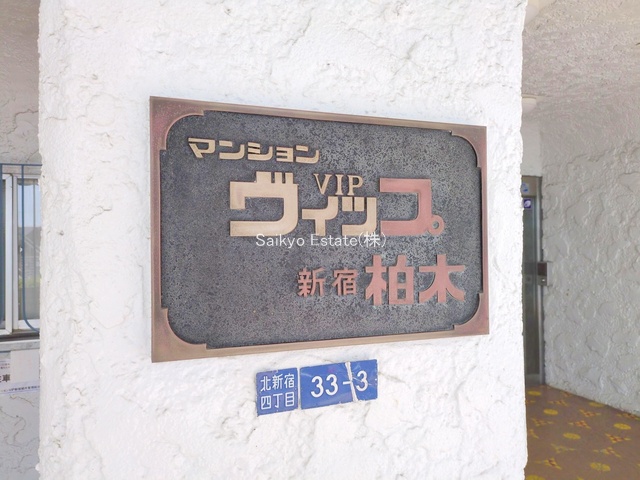 マンション
VIP
ヴィップ
Saikyo Estate(株)
新宿 柏木
北新宿
四丁目
33-3